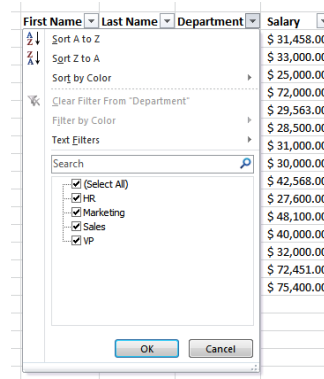 First Name Last Name Department Salary
Sort A to Z
Sort Z to A
Sort by Color
Clear Filter From "Department"
Filter by Color
Text Filters
Search
(Select All)
HR
Marketing
Sales
VP
OK Cancel
$ 31,458.00
$ 33,000.00
$ 25,000.00
$ 72,000.00
$ 29,563.00
$ 28,500.00
$ 31,000.00
$ 30,000.00
$ 42,568.00
$ 27,600.00
$ 48,100.00
$ 40,000.00
$ 32,000.00
$ 72,451.00
$ 75,400.00